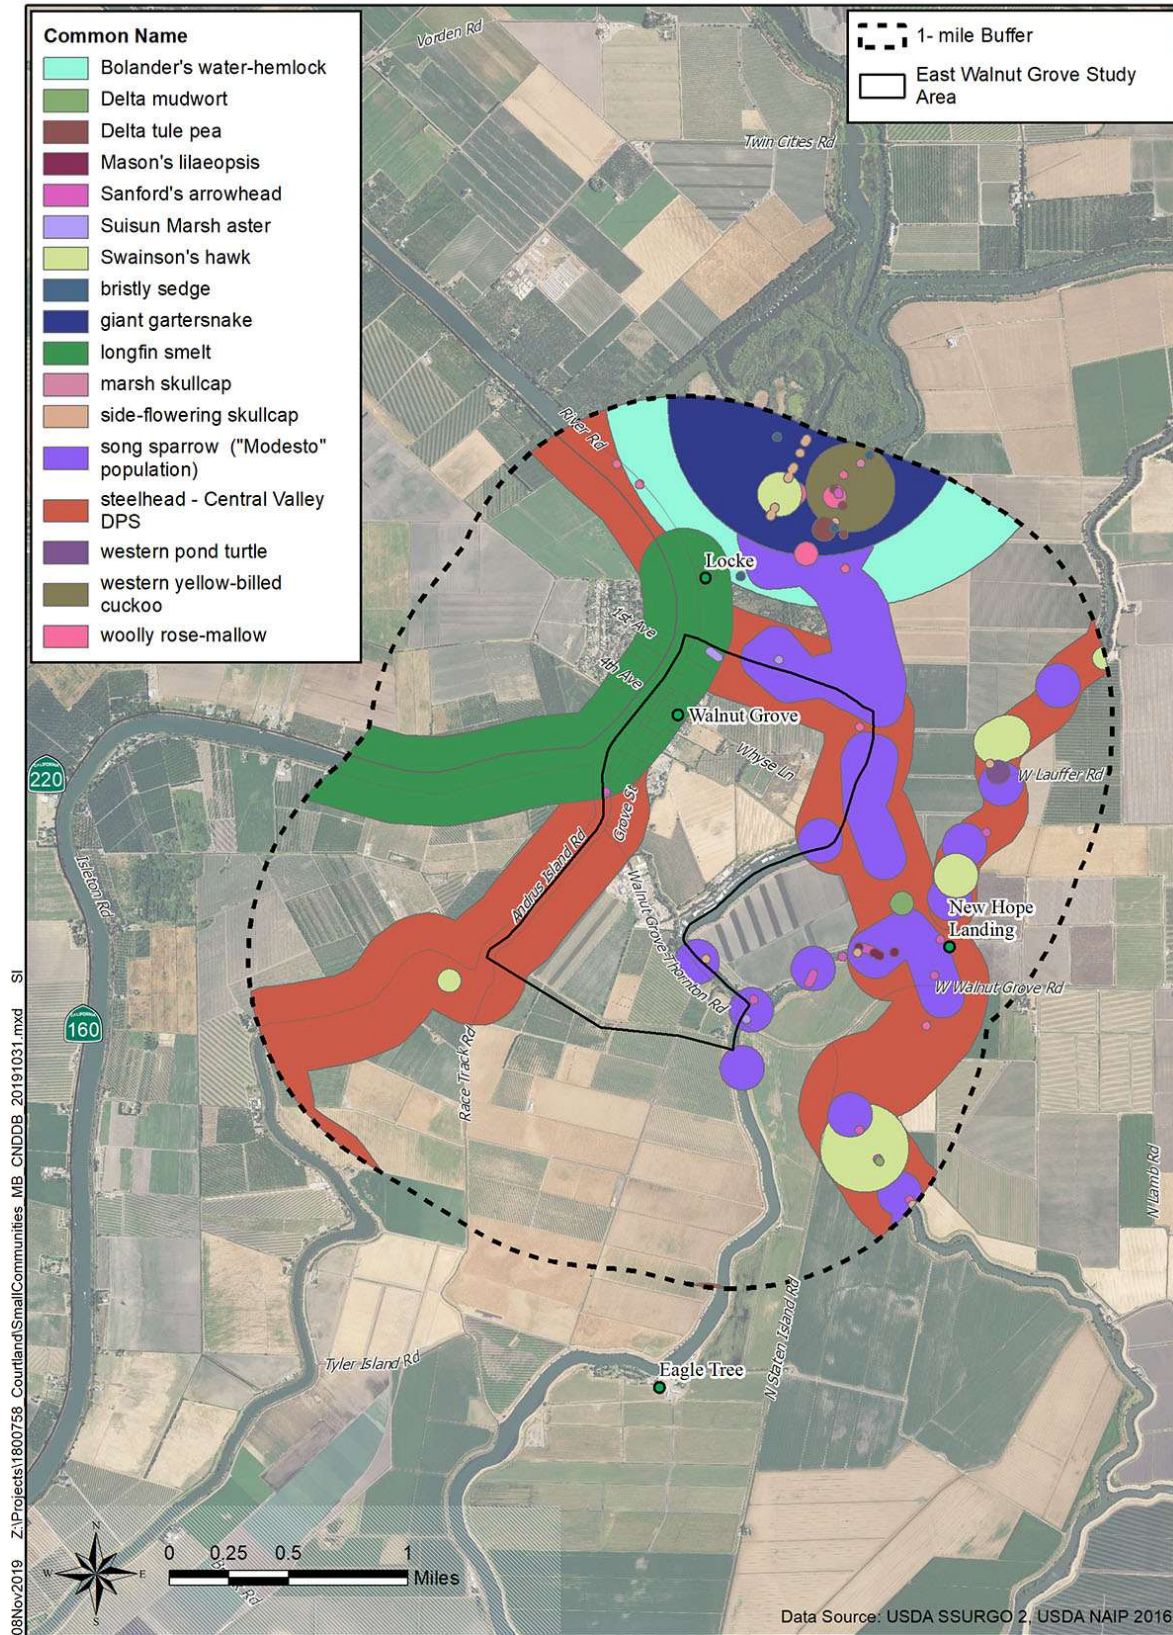 Common Name
Bolander's water-hemlock
Delta mudwort
Delta tule pea
Mason's lilaeopsis
Sanford's arrowhead
Suisun Marsh aster
Swainson's hawk
bristly sedge
giant gartersnake
longfin smelt
marsh skullcap
side-flowering skullcap
song sparrow ("Modesto"
population)
steelhead - Central Valley
DPS
western pond turtle
western yellow-billed
cuckoo
woolly rose-mallow
1- mile Buffer
East Walnut Grove Study
Area
Vorden Rd
Twin Cities Rd
River Rd
Locke
1st Ave
4th Ave
Walnut Grove
Whyse Ln
W Lauffer Rd
CALIFORNIA
220
Grove St
Andrus Island Rd
Isleton Rd
Walnut Grove-Thornton Rd
New Hope
Landing
W Walnut Grove Rd
CALIFORNIA
160
Race Track Rd
N Lamb Rd
N Staten Island Rd
Tyler Island Rd
Eagle Tree
Rd
N
W E
S
0 0.25 0.5 1
Miles
Data Source: USDA SSURGO 2, USDA NAIP 2016
08Nov2019 Z:\Projects\1800758_Courtland\SmallCommunities_MB_CNDDB_20191031.mxd SI